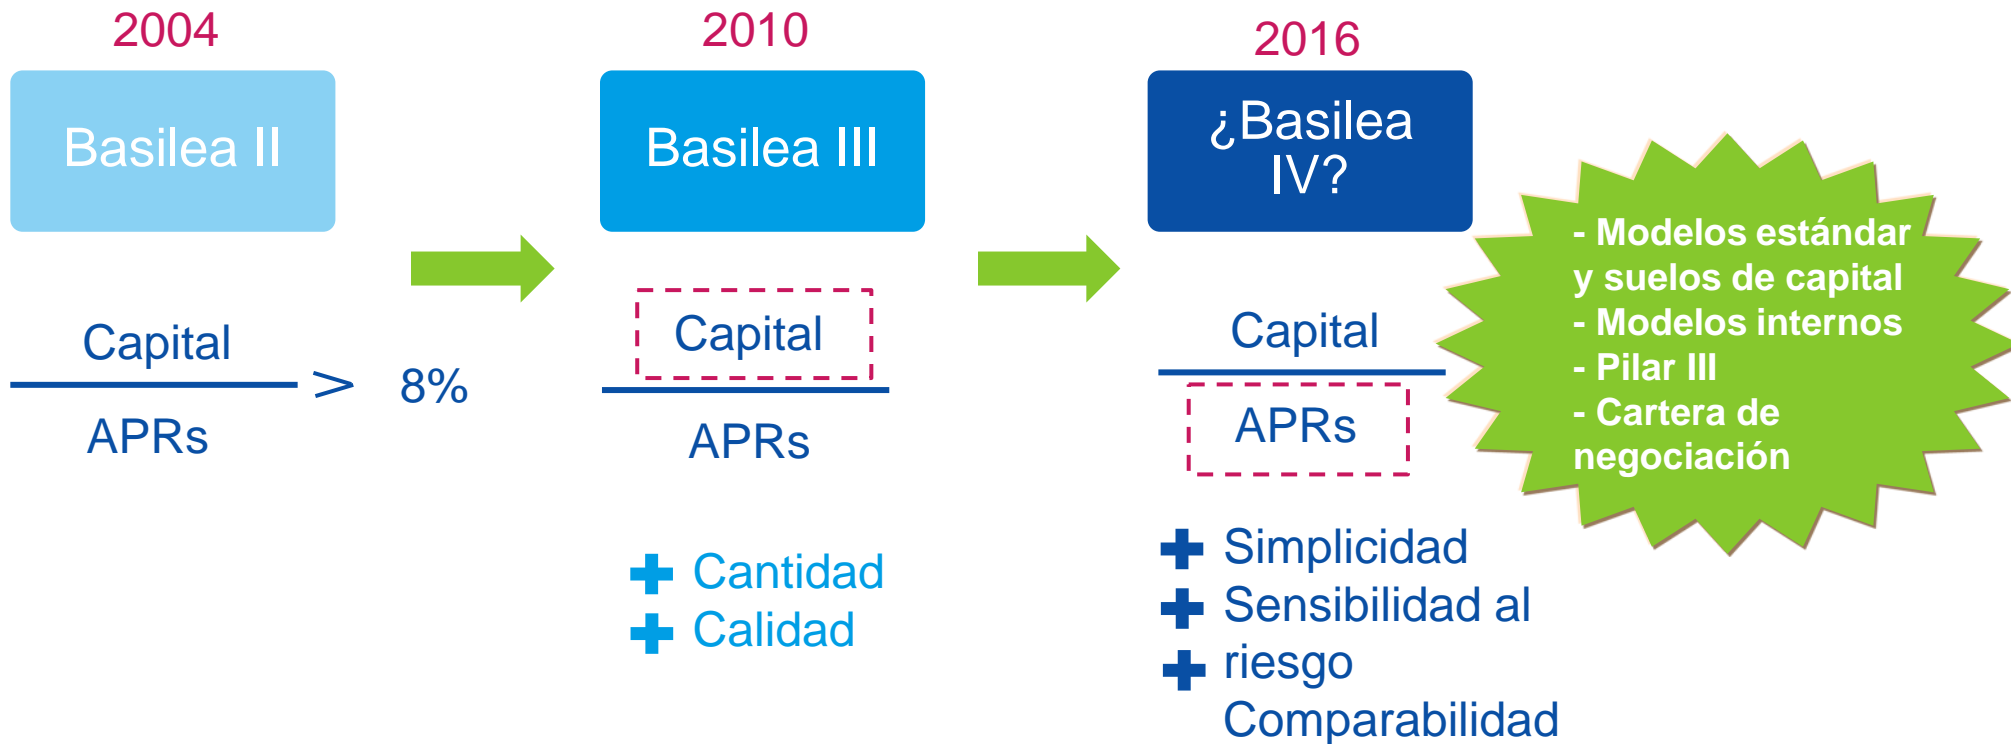 2004
Basilea II
Capital
> 8%
APRs
2010
Basilea III
Capital
APRs
+ Cantidad
+ Calidad
2016
¿Basilea
IV?
Capital
APRs
+ Simplicidad
+ Sensibilidad al
+ riesgo
Comparabilidad
- Modelos estándar
y suelos de capital
- Modelos internos
- Pilar III
- Cartera de
negociación